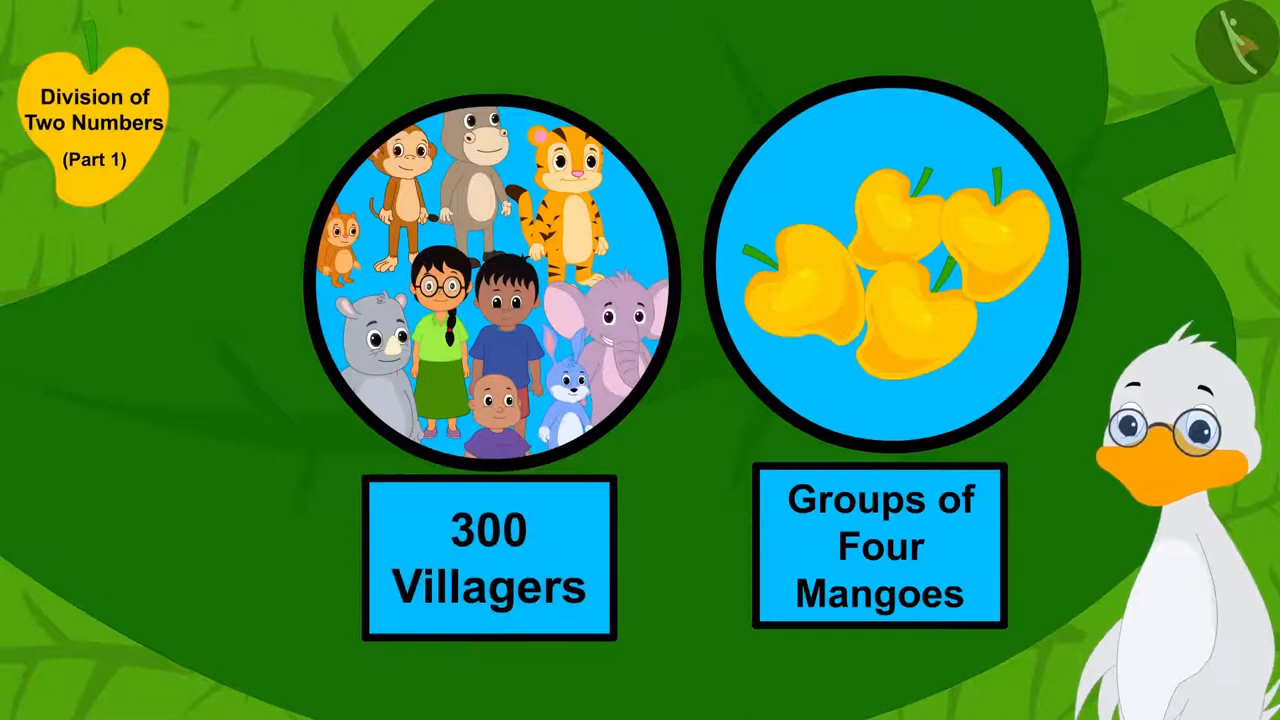 Division of
Two Numbers
(Part 1)
300
Villagers
Groups of
Four
Mangoes